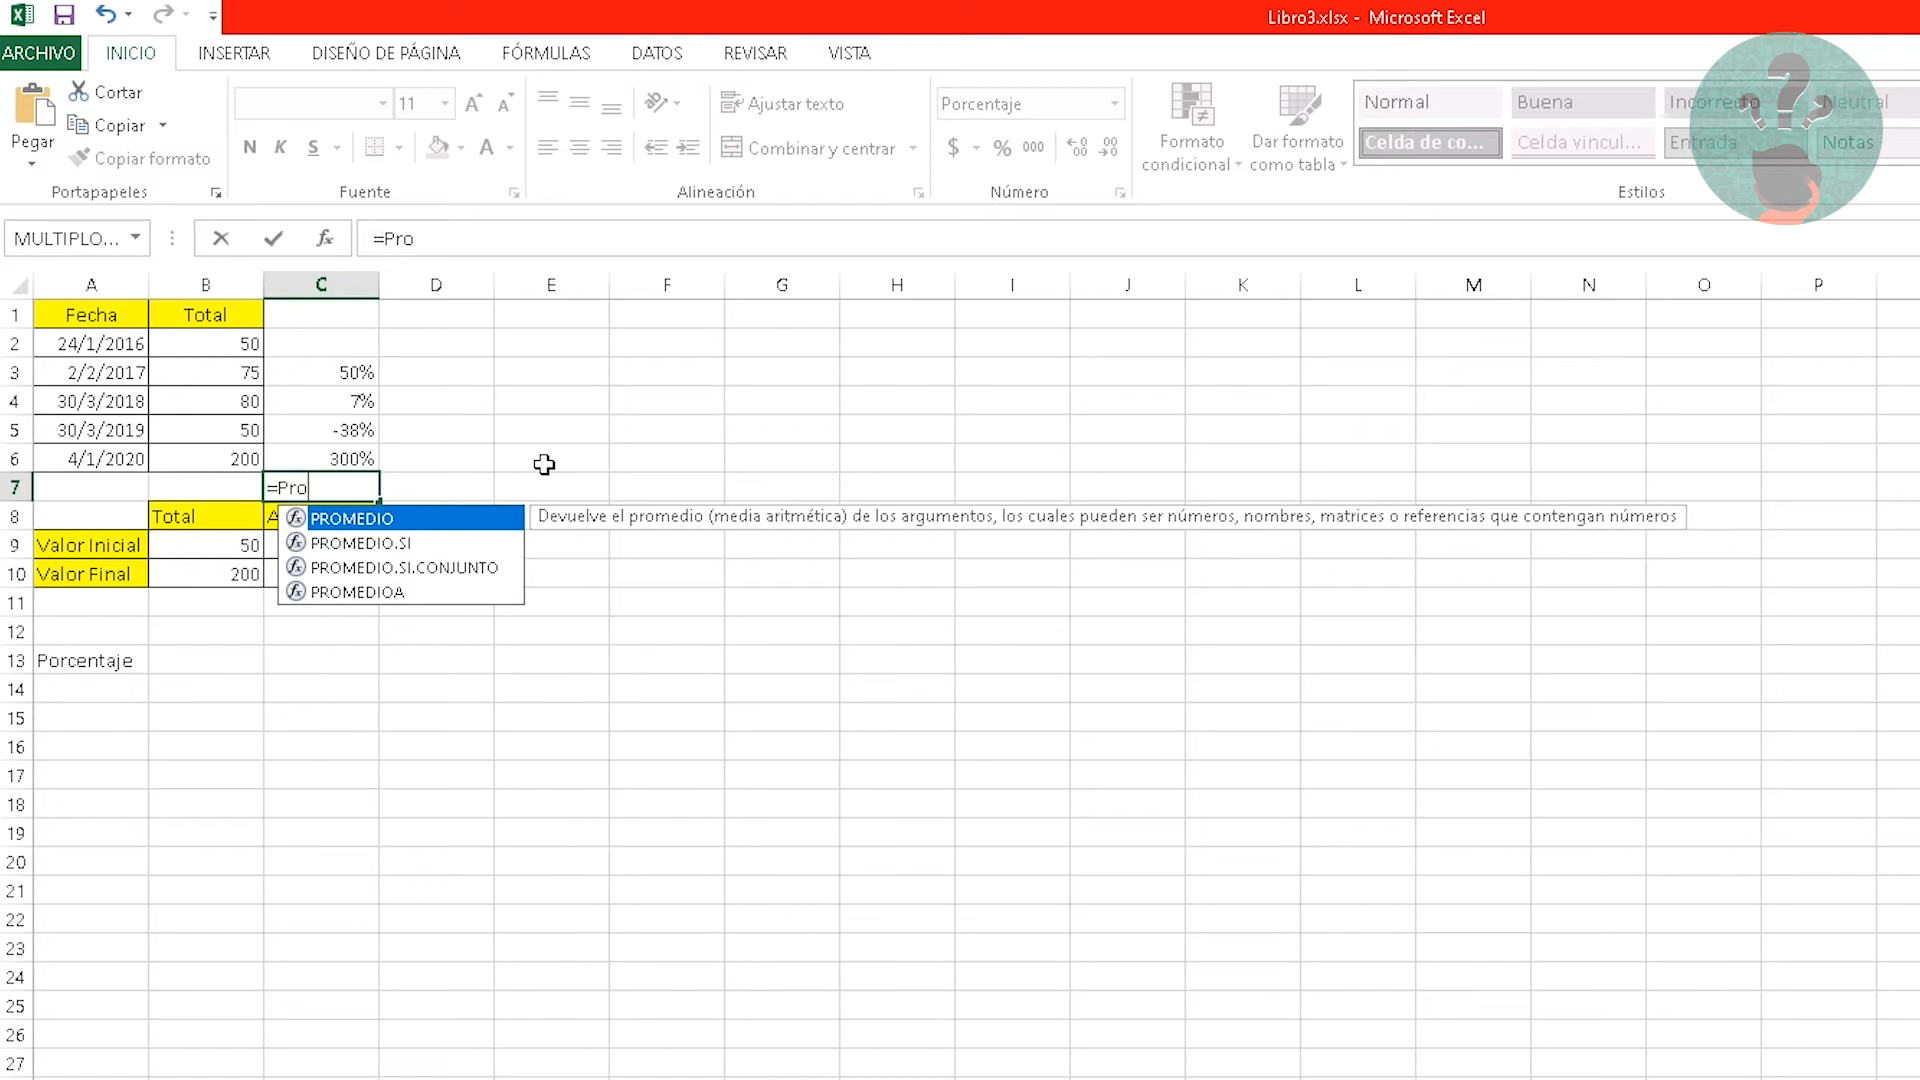 Libro3.xlsx - Microsoft Excel
ARCHIVO INICIO INSERTAR DISEÑO DE PÁGINA FÓRMULAS DATOS REVISAR VISTA
Pegar
Cortar
Copiar
Copiar formato
Portapapeles
11
N K S
A
Fuente
Ajustar texto
Combinar y centrar
Alineación
Porcentaje
$ % 000
Número
Formato condicional
Dar formato como tabla
Normal Buena Incorrecto Neutral
Celda de co... Celda vincul... Entrada Notas
Estilos
MULTIPLO... fx =Pro
A B C D E F G H I J K L M N O P
1 Fecha Total
2 24/1/2016 50
3 2/2/2017 75 50%
4 30/3/2018 80 7%
5 30/3/2019 50 -38%
6 4/1/2020 200 300%
7 =Pro
8 Total A
9 Valor Inicial 50
10 Valor Final 200
PROMEDIO
PROMEDIO.SI
PROMEDIO.SI.CONJUNTO
PROMEDIOA
Devuelve el promedio (media aritmética) de los argumentos, los cuales pueden ser números, nombres, matrices o referencias que contengan números
11
12
13 Porcentaje
14
15
16
17
18
19
20
21
22
23
24
25
26
27